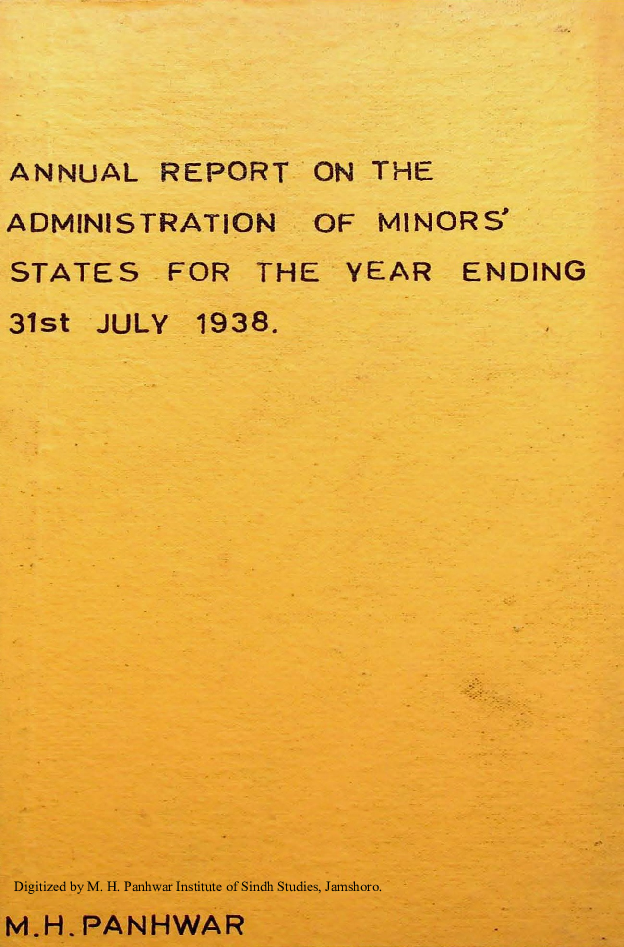 ANNUAL REPORT ON THE
ADMINISTRATION OF MINORS'
STATES FOR THE YEAR ENDING
31st JULY 1938.
Digitized by M. H. Panhwar Institute of Sindh Studies, Jamshoro.
M.H.PANHWAR